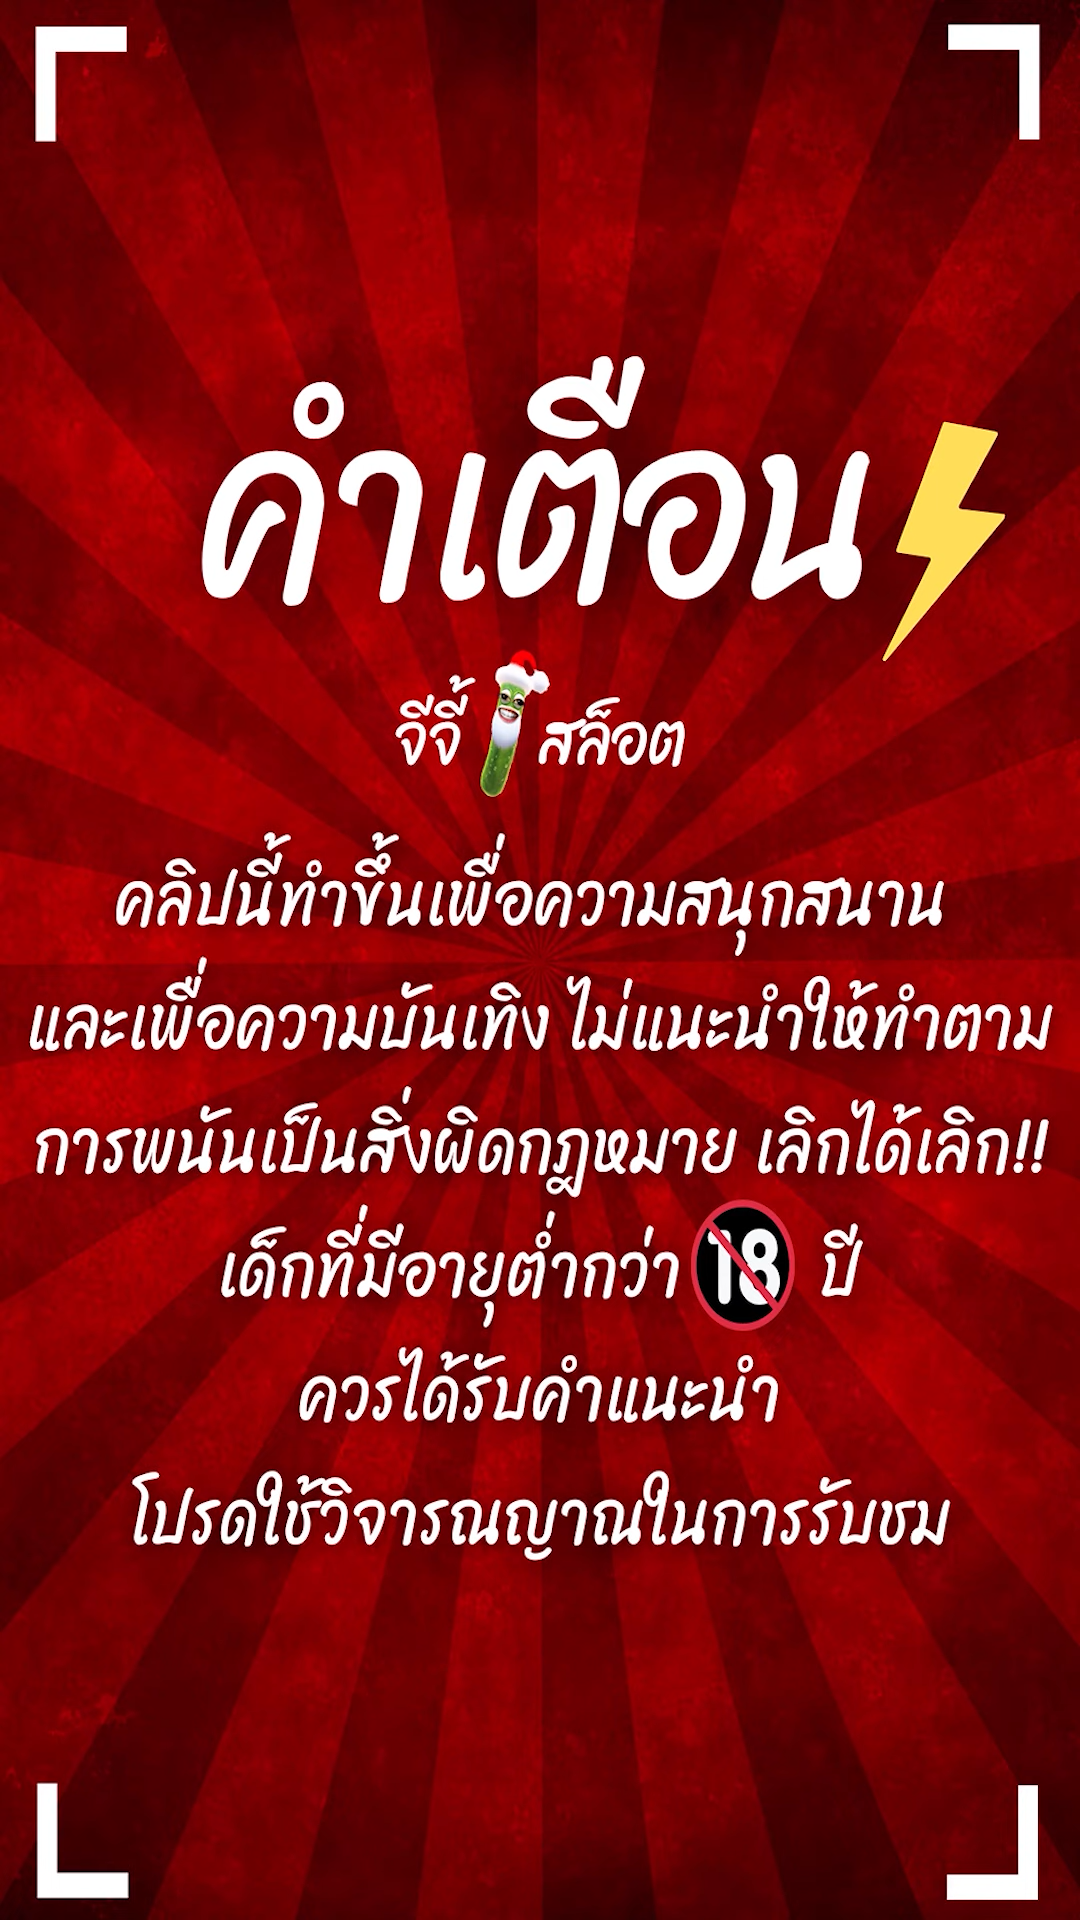 คำเตือน
จีจี้ สล็อต
คลิปนี้ทำขึ้นเพื่อความสนุกสนาน
และเพื่อความบันเทิง ไม่แนะนำให้ทำตาม
การพนันเป็นสิ่งผิดกฎหมาย เลิกได้เลิก!!
เด็กที่มีอายุต่ำกว่า 18 ปี
ควรได้รับคำแนะนำ
โปรดใช้วิจารณญาณในการรับชม